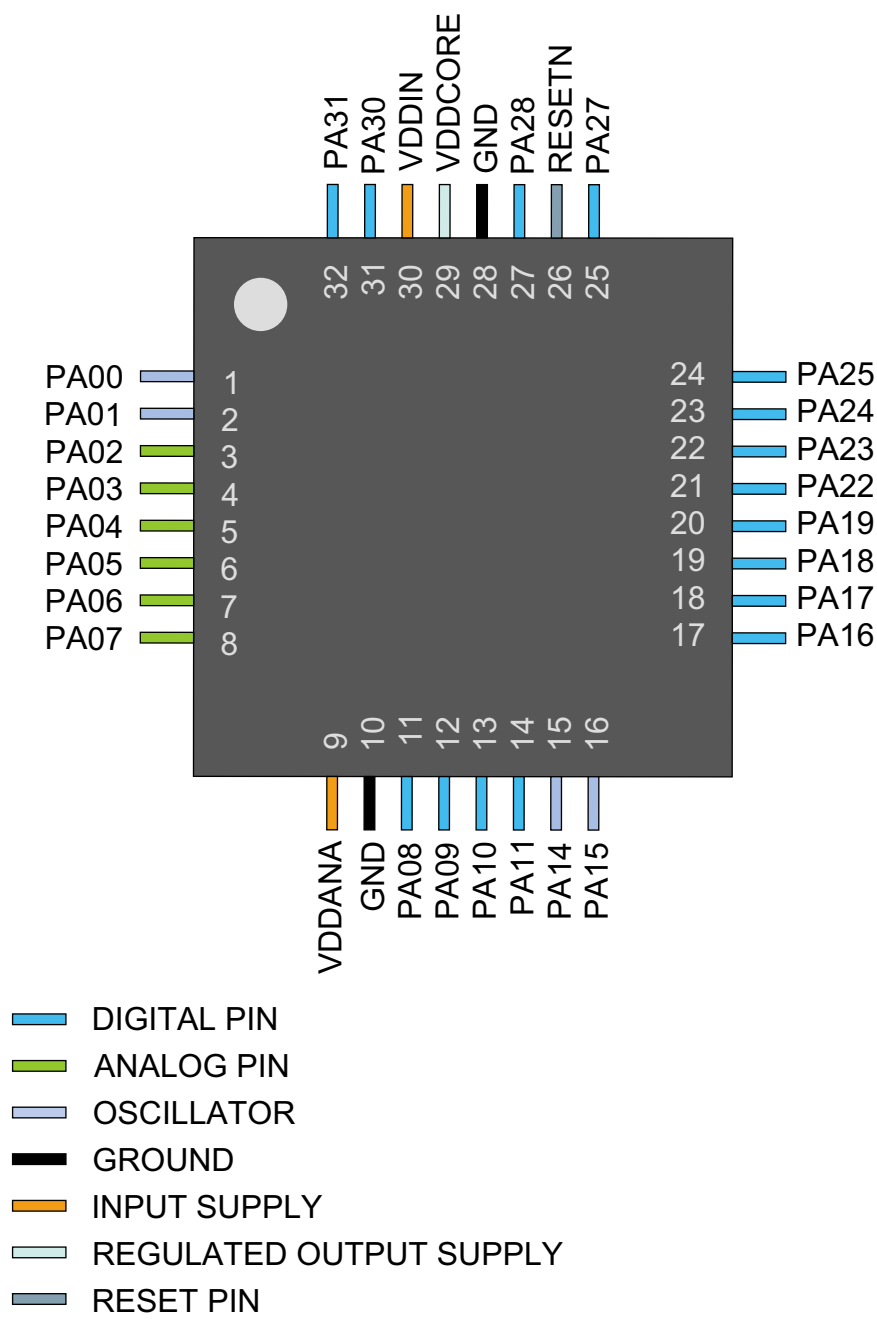 PA31
PA30
VDDIN
VDDCORE
GND
PA28
RESETN
PA27
32
31
30
29
28
27
26
25
PA00 1
PA01 2
PA02 3
PA03 4
PA04 5
PA05 6
PA06 7
PA07 8
24 PA25
23 PA24
22 PA23
21 PA22
20 PA19
19 PA18
18 PA17
17 PA16
9
10
11
12
13
14
15
16
VDDANA
GND
PA08
PA09
PA10
PA11
PA14
PA15
DIGITAL PIN
ANALOG PIN
OSCILLATOR
GROUND
INPUT SUPPLY
REGULATED OUTPUT SUPPLY
RESET PIN